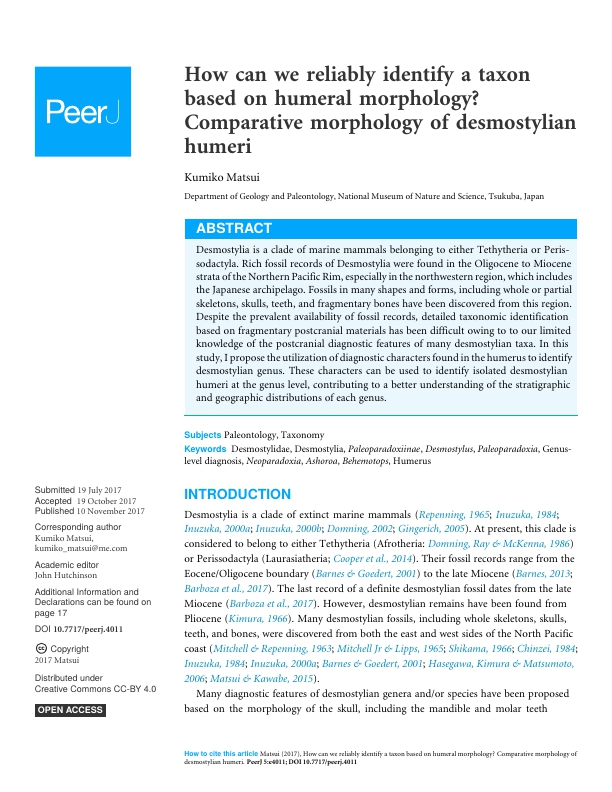 PeerJ
How can we reliably identify a taxon
based on humeral morphology?
Comparative morphology of desmostylian
humeri
Kumiko Matsui
Department of Geology and Paleontology, National Museum of Nature and Science, Tsukuba, Japan
ABSTRACT
Desmostylia is a clade of marine mammals belonging to either Tethytheria or Peris-
sodactyla. Rich fossil records of Desmostylia were found in the Oligocene to Miocene
strata of the Northern Pacific Rim, especially in the northwestern region, which includes
the Japanese archipelago. Fossils in many shapes and forms, including whole or partial
skeletons, skulls, teeth, and fragmentary bones have been discovered from this region.
Despite the prevalent availability of fossil records, detailed taxonomic identification
based on fragmentary postcranial materials has been difficult owing to to our limited
knowledge of the postcranial diagnostic features of many desmostylian taxa. In this
study, I propose the utilization of diagnostic characters found in the humerus to identify
desmostylian genus. These characters can be used to identify isolated desmostylian
humeri at the genus level, contributing to a better understanding of the stratigraphic
and geographic distributions of each genus.
Subjects Paleontology, Taxonomy
Keywords Desmostylidae, Desmostylia, Paleoparadoxiinae, Desmostylus, Paleoparadoxia, Genus-
level diagnosis, Neoparadoxia, Ashoroa, Behemotops, Humerus
Submitted 19 July 2017
Accepted 19 October 2017
Published 10 November 2017
Corresponding author
Kumiko Matsui,
kumiko_matsui@me.com
Academic editor
John Hutchinson
Additional Information and
Declarations can be found on
page 17
DOI 10.7717/peerj.4011
Copyright
2017 Matsui
Distributed under
Creative Commons CC-BY 4.0
OPEN ACCESS
INTRODUCTION
Desmostylia is a clade of extinct marine mammals (Repenning, 1965; Inuzuka, 1984;
Inuzuka, 2000a; Inuzuka, 2000b; Domning, 2002; Gingerich, 2005). At present, this clade is
considered to belong to either Tethytheria (Afrotheria: Domning, Ray & McKenna, 1986)
or Perissodactyla (Laurasiatheria; Cooper et al., 2014). Their fossil records range from the
Eocene/Oligocene boundary (Barnes & Goedert, 2001) to the late Miocene (Barnes, 2013;
Barboza et al., 2017). The last record of a definite desmostylian fossil dates from the late
Miocene (Barboza et al., 2017). However, desmostylian remains have been found from
Pliocene (Kimura, 1966). Many desmostylian fossils, including whole skeletons, skulls,
teeth, and bones, were discovered from both the east and west sides of the North Pacific
coast (Mitchell & Repenning, 1963; Mitchell Jr & Lipps, 1965; Shikama, 1966; Chinzei, 1984;
Inuzuka, 1984; Inuzuka, 2000a; Barnes & Goedert, 2001; Hasegawa, Kimura & Matsumoto,
2006; Matsui & Kawabe, 2015).
Many diagnostic features of desmostylian genera and/or species have been proposed
based on the morphology of the skull, including the mandible and molar teeth
How to cite this article Matsui (2017), How can we reliably identify a taxon based on humeral morphology? Comparative morphology of
desmostylian humeri. PeerJ 5:e4011; DOI 10.7717/peerj.4011